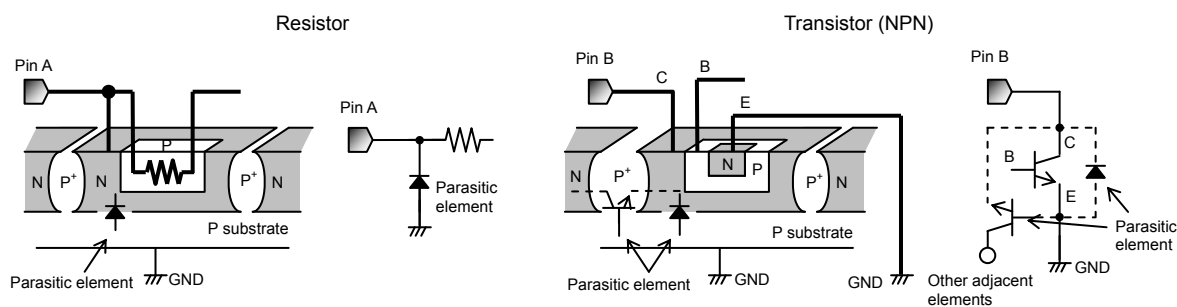 Resistor
Transistor (NPN)
Pin A
P
N
P+
N
P+
N
P substrate
Parasitic element
GND
Pin A
Parasitic
element
Pin B
C
B
E
N
P+
N
N
P
P+
N
P substrate
Parasitic element
GND
GND
Pin B
C
B
E
Parasitic
element
GND
Other adjacent
elements